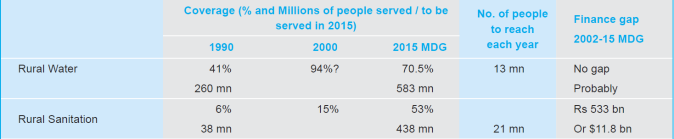 Coverage (% and Millions of people served / to be served in 2015)
No. of people to reach each year
Finance gap 2002-15 MDG
1990 2000 2015 MDG
Rural Water 41% 94%? 70.5% 13 mn No gap
260 mn 583 mn Probably
Rural Sanitation 6% 15% 53% Rs 533 bn
38 mn 438 mn 21 mn Or $11.8 bn